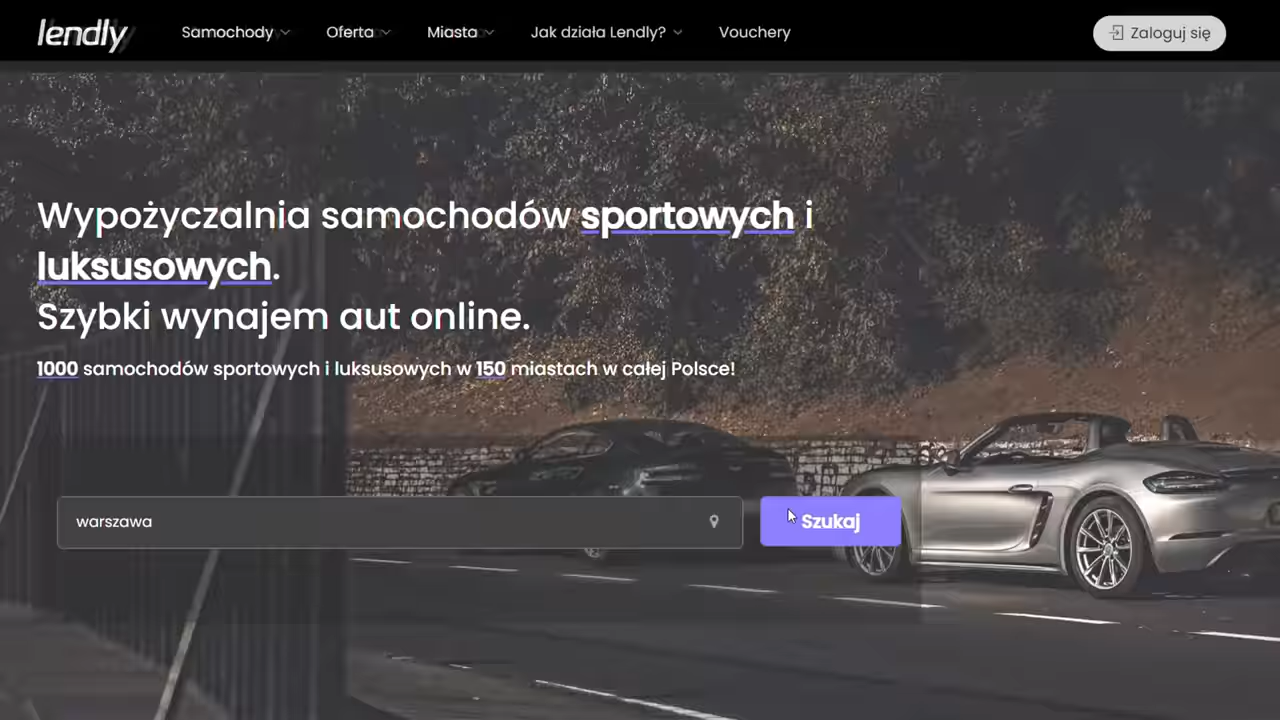 lendly
Samochody
Oferta
Miasta
Jak działa Lendly?
Vouchery
Zaloguj się
Wypożyczalnia samochodów sportowych i
luksusowych.
Szybki wynajem aut online.
1000 samochodów sportowych i luksusowych w 150 miastach w całej Polsce!
warszawa
Szukaj